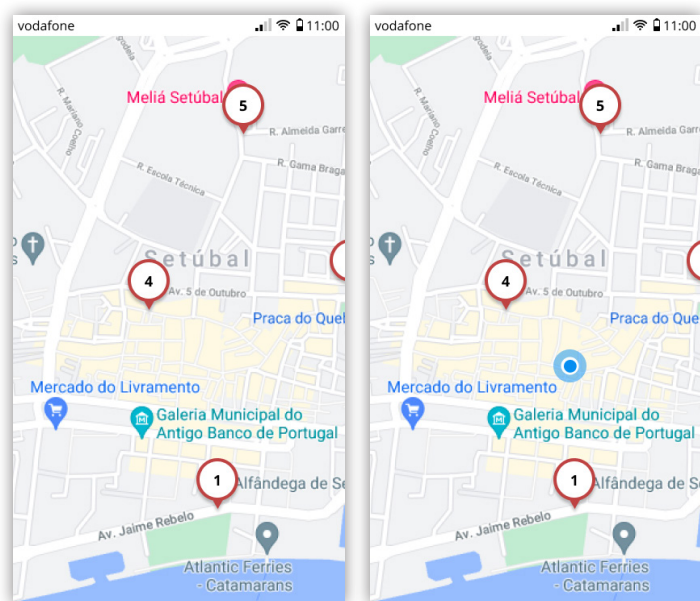 vodafone
11:00
godela
Meliá Setúbal
5
R. Mariano
Coelho
R. Almeida Garre
R. Gama Braga
R. Escola Técnica
Setúbal
4
Av. 5 de Outubro
Praca do Que
Mercado do Livramento
Galeria Municipal do
Antigo Banco de Portugal
1
Alfândega de Se
Av. Jaime Rebelo
Atlantic Ferries
- Catamarans
vodafone
11:00
godela
Meliá Setúbal
5
R. Mariano
Coelho
R. Almeida Garre
R. Gama Braga
R. Escola Técnica
Setúbal
4
Av. 5 de Outubro
Praca do Que
Mercado do Livramento
Galeria Municipal do
Antigo Banco de Portugal
1
Alfândega de Se
Av. Jaime Rebelo
Atlantic Ferries
- Catamarans